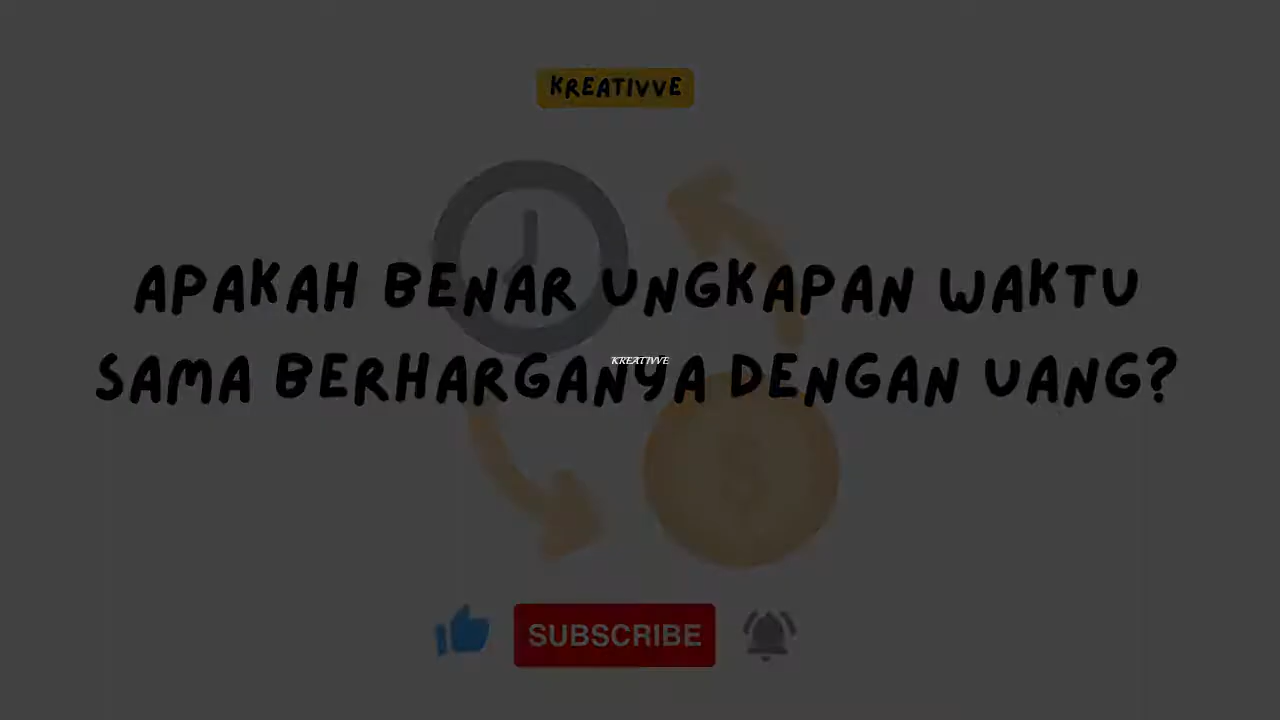 KREATIVVE
APAKAH BENAR UNGKAPAN WAKTU
SAMA BERHARGANYA DENGAN UANG?
KREATIVVE
SUBSCRIBE